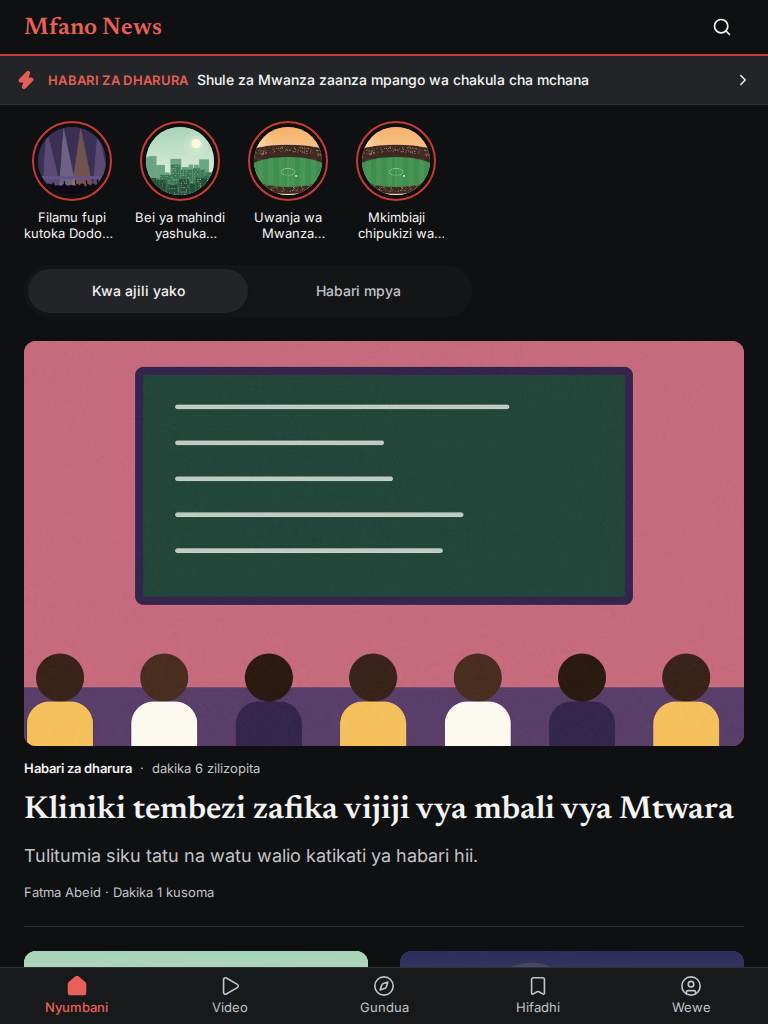 Mfano News
HABARI ZA DHARURA Shule za Mwanza zaanza mpango wa chakula cha mchana
Filamu fupi
kutoka Dodo...
Bei ya mahindi
yashuka...
Uwanja wa
Mwanza...
Mkimbiaji
chipukizi wa...
Kwa ajili yako
Habari mpya
Habari za dharura · dakika 6 zilizopita
Kliniki tembezi zafika vijiji vya mbali vya Mtwara
Tulitumia siku tatu na watu walio katikati ya habari hii.
Fatma Abeid · Dakika 1 kusoma
Nyumbani
Video
Gundua
Hifadhi
Wewe